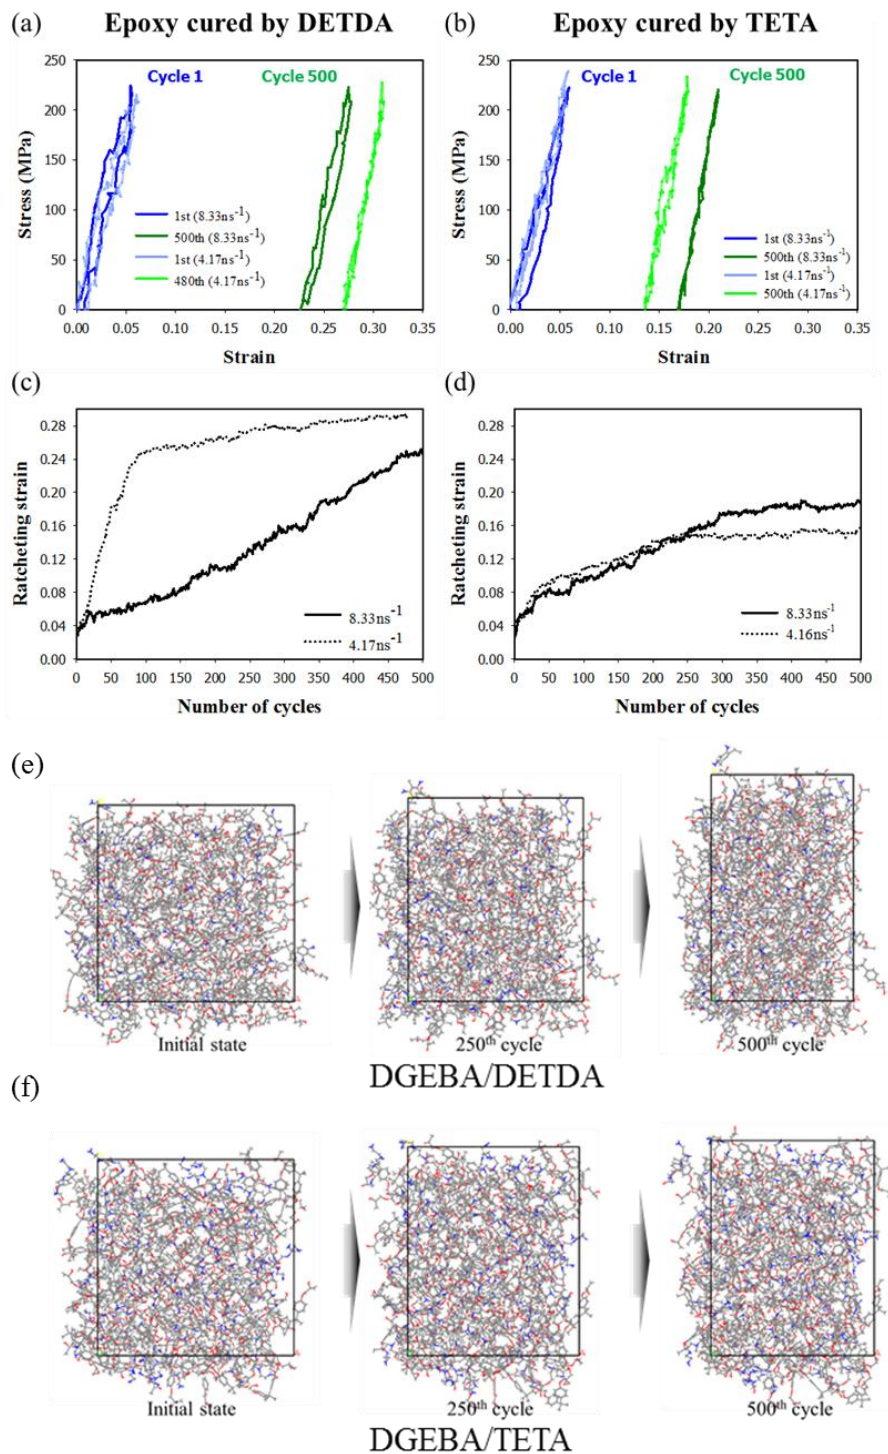 (a) Epoxy cured by DETDA
(b) Epoxy cured by TETA
250
200
150
100
50
0
Stress (MPa)
Cycle 1
Cycle 500
1st (8.33ns⁻¹)
500th (8.33ns⁻¹)
1st (4.17ns⁻¹)
480th (4.17ns⁻¹)
0.00 0.05 0.10 0.15 0.20 0.25 0.30 0.35
Strain
250
200
150
100
50
0
Stress (MPa)
Cycle 1
Cycle 500
1st (8.33ns⁻¹)
500th (8.33ns⁻¹)
1st (4.17ns⁻¹)
500th (4.17ns⁻¹)
0.00 0.05 0.10 0.15 0.20 0.25 0.30 0.35
Strain
(c)
0.28
0.24
0.20
0.16
0.12
0.08
0.04
0.00
Ratcheting strain
8.33ns⁻¹
4.17ns⁻¹
0 50 100 150 200 250 300 350 400 450 500
Number of cycles
(d)
0.28
0.24
0.20
0.16
0.12
0.08
0.04
0.00
Ratcheting strain
8.33ns⁻¹
4.16ns⁻¹
0 50 100 150 200 250 300 350 400 450 500
Number of cycles
(e)
Initial state
250th cycle
500th cycle
DGEBA/DETDA
(f)
Initial state
250th cycle
500th cycle
DGEBA/TETA